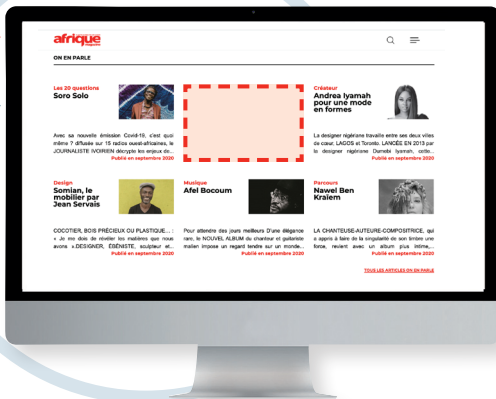 afrique
magazine
ON EN PARLE
Les 20 questions
Soro Solo
Avec sa nouvelle émission Covid-19, c'est quoi
même ? diffusée sur 15 radios ouest-africaines, le
JOURNALISTE IVOIRIEN décrypte les enjeux de...
Publié en septembre 2020
Créateur
Andrea Iyamah
pour une mode
en formes
La designer nigériane travaille entre ses deux villes
de cœur, LAGOS et Toronto. LANCÉE EN 2013 par
la designer nigériane Dumebi Iyamah, cette...
Publié en septembre 2020
Design
Somian, le
mobilier par
Jean Servais
COCOTIER, BOIS PRÉCIEUX OU PLASTIQUE... :
« Je me dois de révéler les matières que nous
avons ».DESIGNER, ÉBÉNISTE, sculpteur et...
Publié en septembre 2020
Musique
Afel Bocoum
Pour attendre des jours meilleurs D'une élégance
rare, le NOUVEL ALBUM du chanteur et guitariste
malien impose un regard tendre sur un monde...
Publié en septembre 2020
Parcours
Nawel Ben
Kraïem
LA CHANTEUSE-AUTEURE-COMPOSITRICE, qui
a appris à faire de la singularité de son timbre une
force, revient avec un album plus intime,...
Publié en septembre 2020
TOUS LES ARTICLES ON EN PARLE